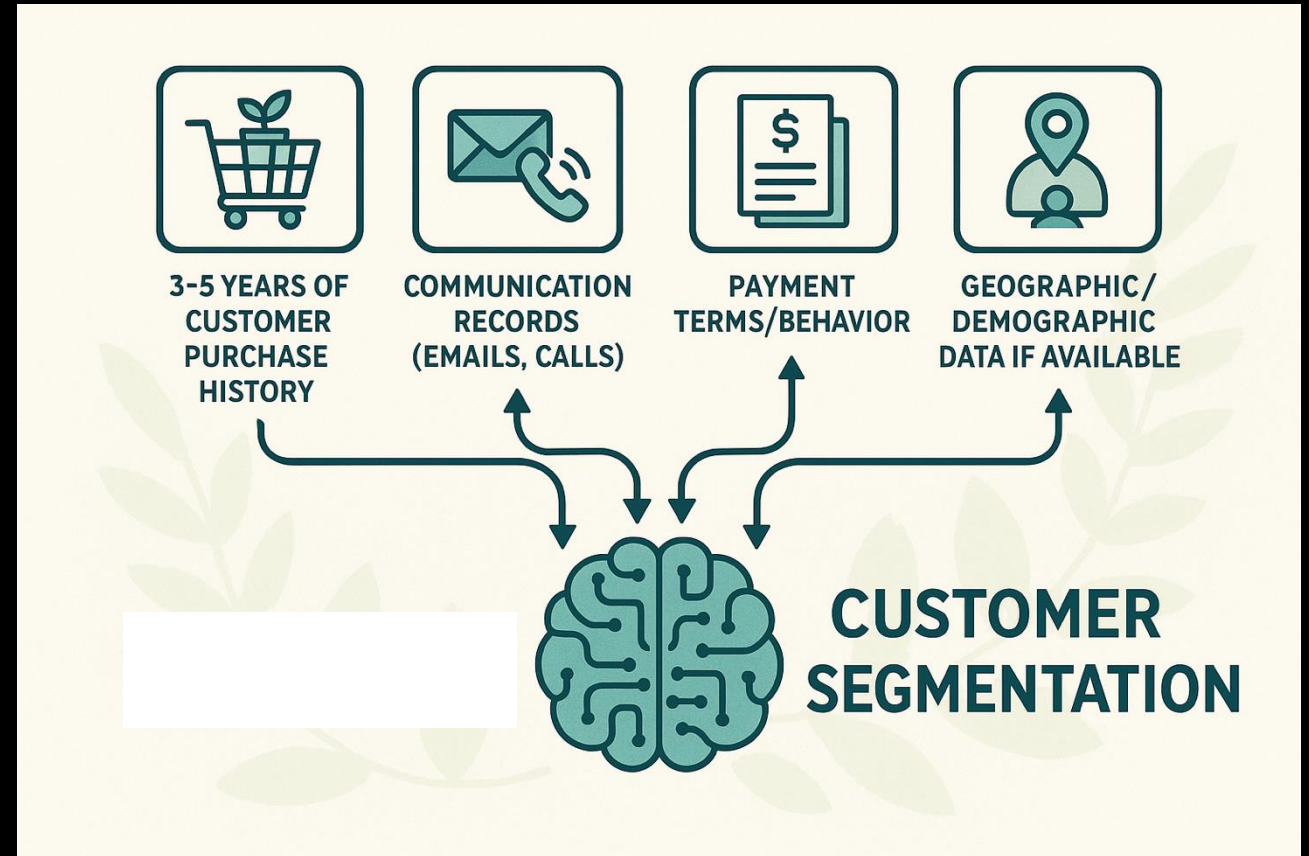 $
3-5 YEARS OF
CUSTOMER
PURCHASE
HISTORY
COMMUNICATION
RECORDS
(EMAILS, CALLS)
PAYMENT
TERMS/BEHAVIOR
GEOGRAPHIC/
DEMOGRAPHIC
DATA IF AVAILABLE
CUSTOMER
SEGMENTATION